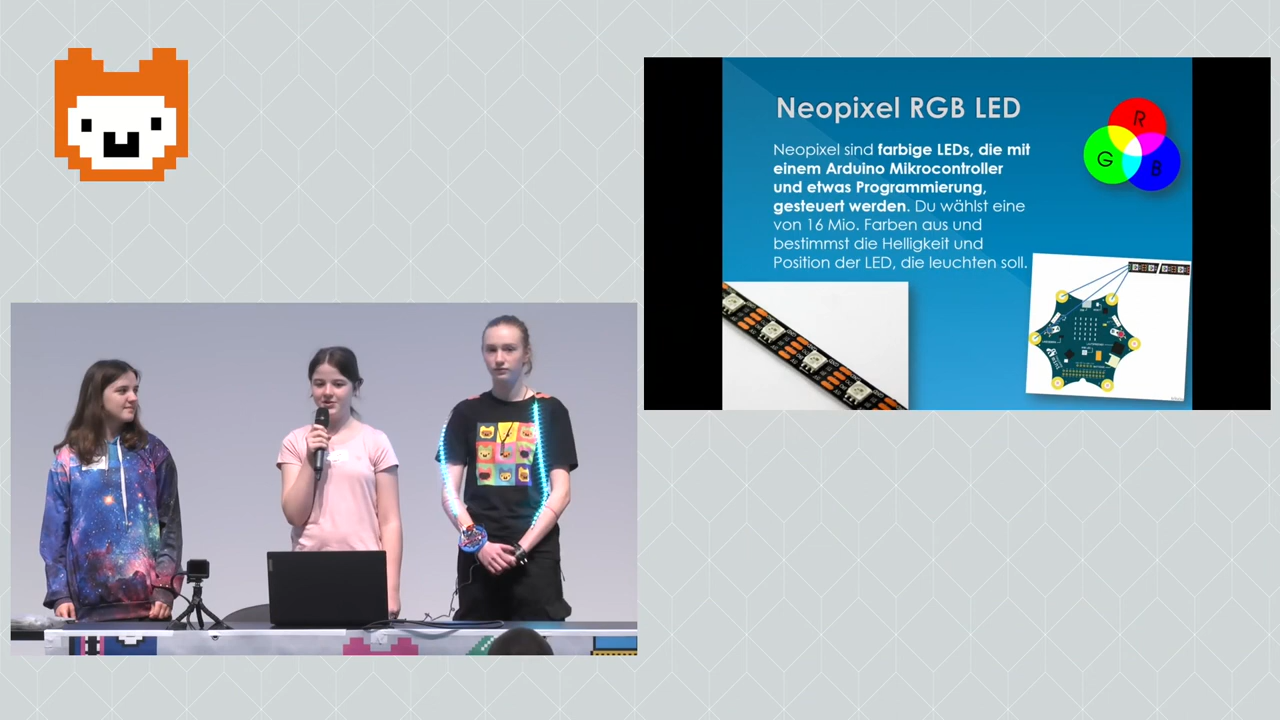 Neopixel RGB LED
Neopixel sind farbige LEDs, die mit
einem Arduino Mikrocontroller
und etwas Programmierung,
gesteuert werden. Du wählst eine
von 16 Mio. Farben aus und
bestimmst die Helligkeit und
Position der LED, die leuchten soll.
R
G
B